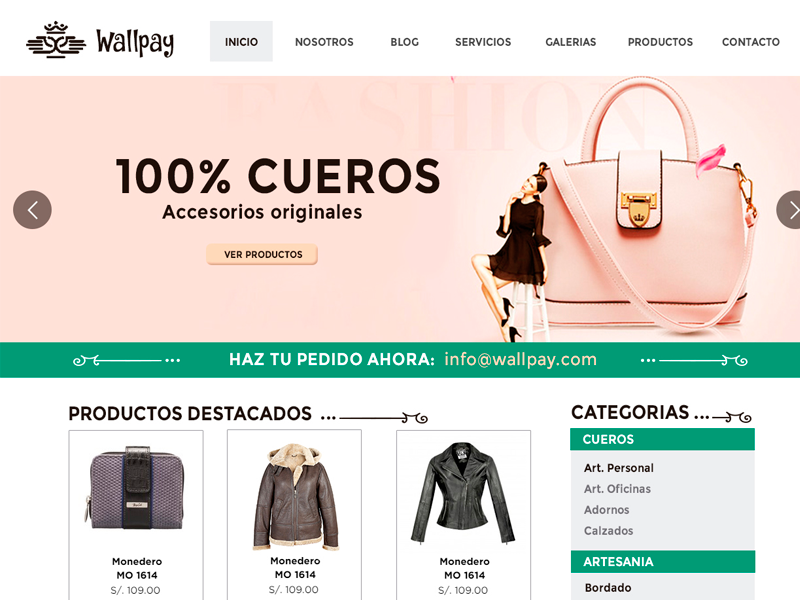 Wallpay
INICIO
NOSOTROS
BLOG
SERVICIOS
GALERIAS
PRODUCTOS
CONTACTO
FASHION
100% CUEROS
Accesorios originales
VER PRODUCTOS
HAZ TU PEDIDO AHORA: info@wallpay.com
PRODUCTOS DESTACADOS ...
Monedero
MO 1614
S/. 109.00
Monedero
MO 1614
S/. 109.00
Monedero
MO 1614
S/. 109.00
CATEGORIAS ...
CUEROS
Art. Personal
Art. Oficinas
Adornos
Calzados
ARTESANIA
Bordado